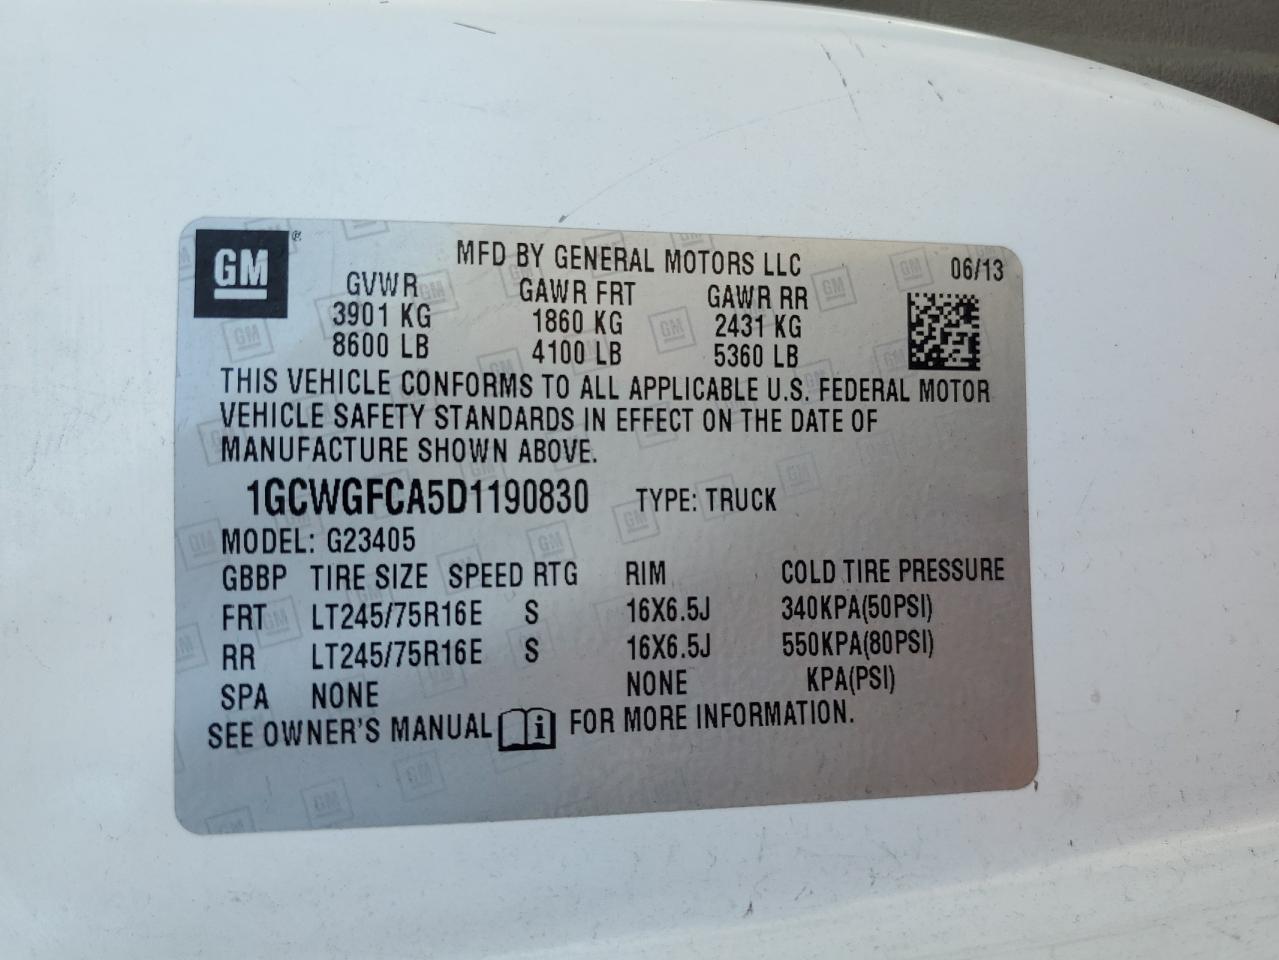 GM
MFD BY GENERAL MOTORS LLC 06/13
GVWR GAWR FRT GAWR RR
3901 KG 1860 KG 2431 KG
8600 LB 4100 LB 5360 LB
THIS VEHICLE CONFORMS TO ALL APPLICABLE U.S. FEDERAL MOTOR
VEHICLE SAFETY STANDARDS IN EFFECT ON THE DATE OF
MANUFACTURE SHOWN ABOVE.
1GCWGFCA5D1190830 TYPE: TRUCK
MODEL: G23405
GBBP TIRE SIZE SPEED RTG RIM COLD TIRE PRESSURE
FRT LT245/75R16E S 16X6.5J 340KPA(50PSI)
RR LT245/75R16E S 16X6.5J 550KPA(80PSI)
SPA NONE NONE KPA(PSI)
SEE OWNER'S MANUAL i FOR MORE INFORMATION.